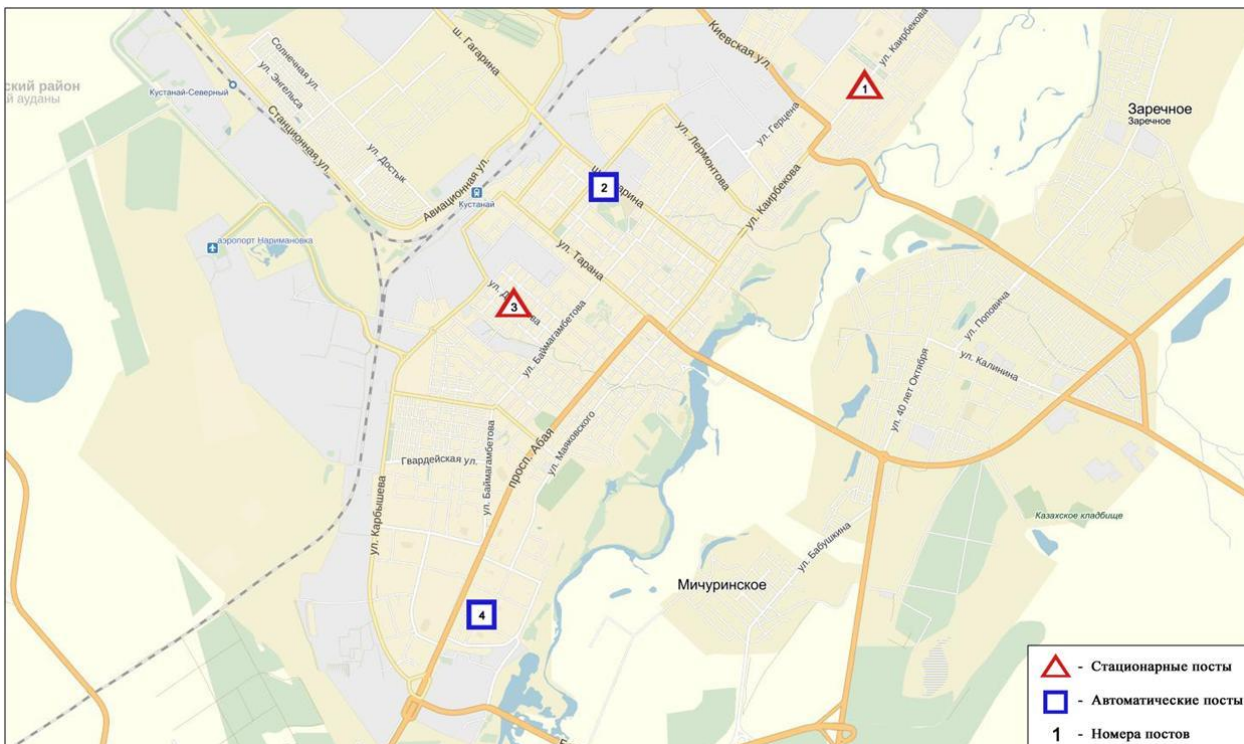 ский район
й ауданы
Кустанай-Северный
Солнечная ул.
ул. Энгельса
Станционная ул.
ул. Достык
ш. Гагарина
Авиационная ул.
Кустанай
аэропорт Наримановка
Киевская ул.
ул. Каирбекова
1
ул. Герцена
ул. Лермонтова
2
ул. Каирбекова
ул. Тарана
3
ул. Баймагамбетова
Заречное
Заречное
ул. Поповича
ул. Калинина
ул. 40 лет Октября
просп. Абая
ул. Маяковского
Гвардейская ул.
ул. Баймагамбетова
ул. Карбышева
Казахское кладбище
ул. Бабушкина
Мичуринское
4
- Стационарные посты
- Автоматические посты
1 - Номера постов